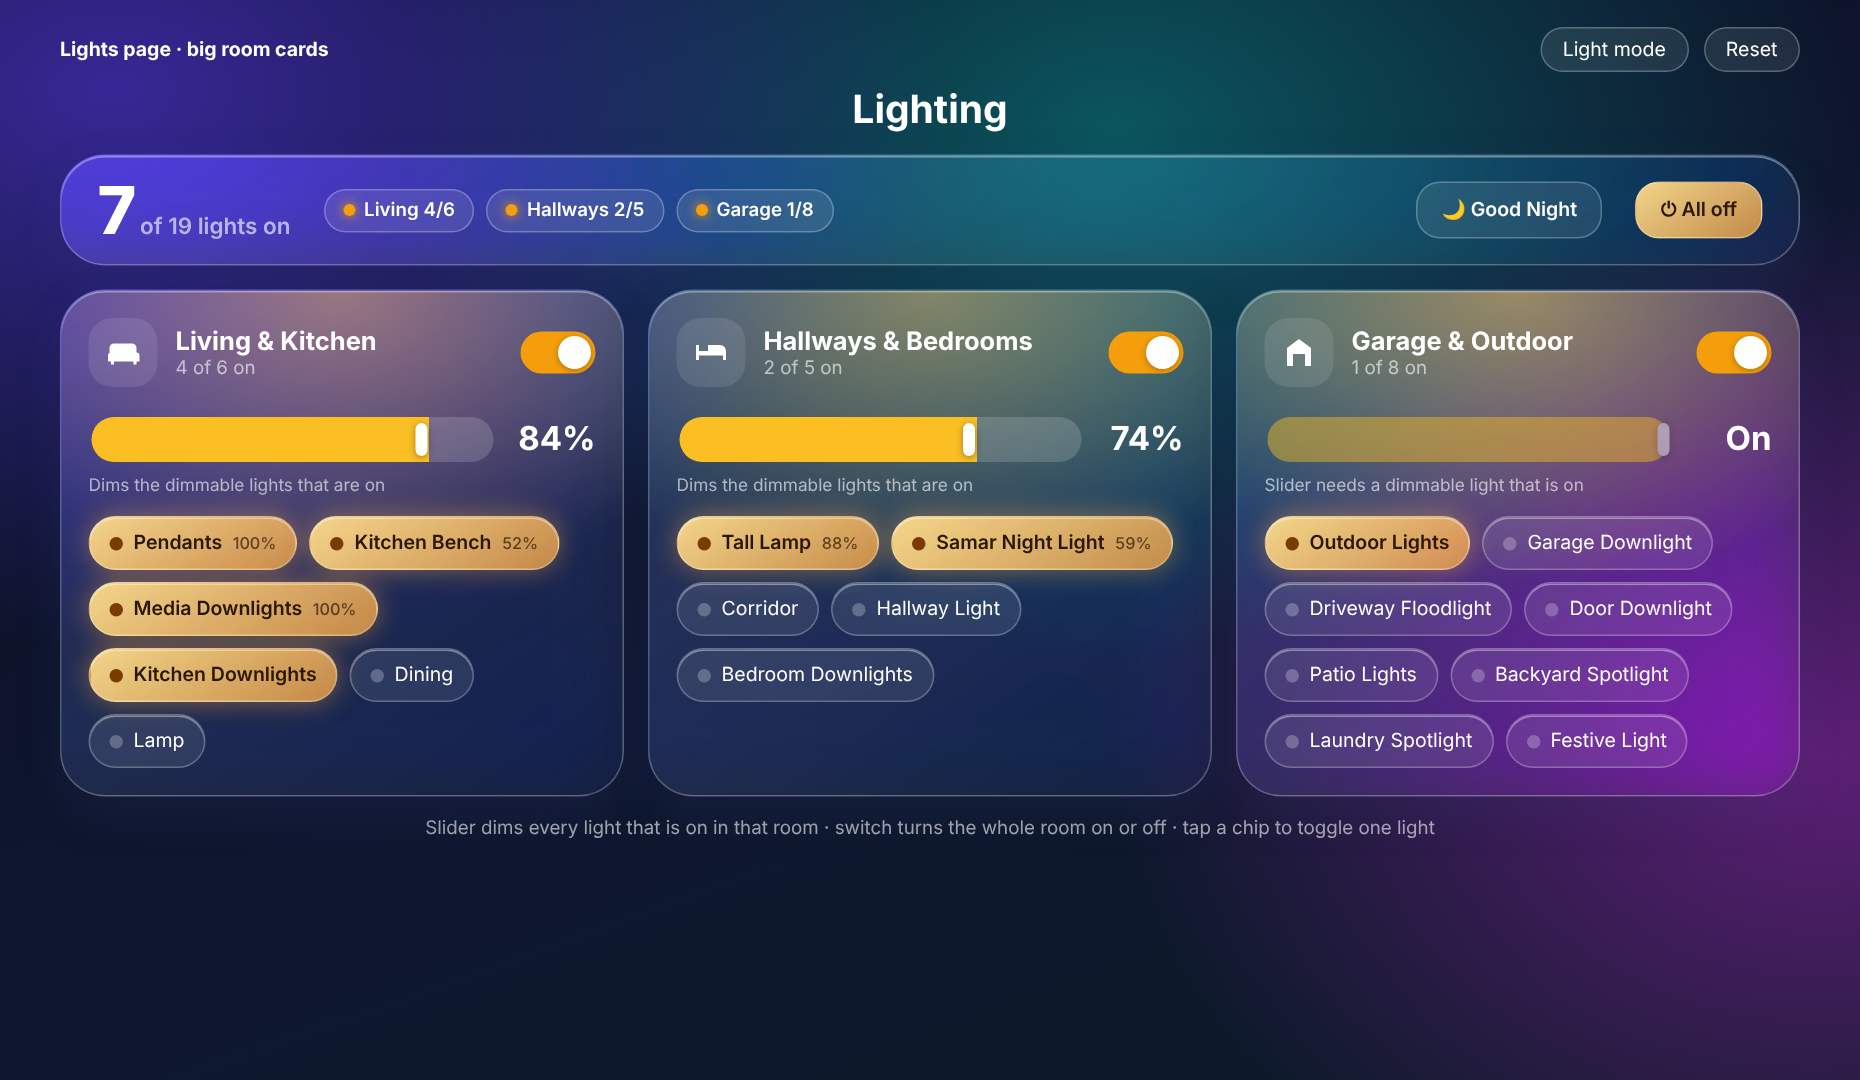 Lights page · big room cards
Light mode
Reset
Lighting
7 of 19 lights on
Living 4/6
Hallways 2/5
Garage 1/8
🌙 Good Night
⏻ All off
Living & Kitchen
4 of 6 on
84%
Dims the dimmable lights that are on
Pendants 100%
Kitchen Bench 52%
Media Downlights 100%
Kitchen Downlights
Dining
Lamp
Hallways & Bedrooms
2 of 5 on
74%
Dims the dimmable lights that are on
Tall Lamp 88%
Samar Night Light 59%
Corridor
Hallway Light
Bedroom Downlights
Garage & Outdoor
1 of 8 on
On
Slider needs a dimmable light that is on
Outdoor Lights
Garage Downlight
Driveway Floodlight
Door Downlight
Patio Lights
Backyard Spotlight
Laundry Spotlight
Festive Light
Slider dims every light that is on in that room · switch turns the whole room on or off · tap a chip to toggle one light